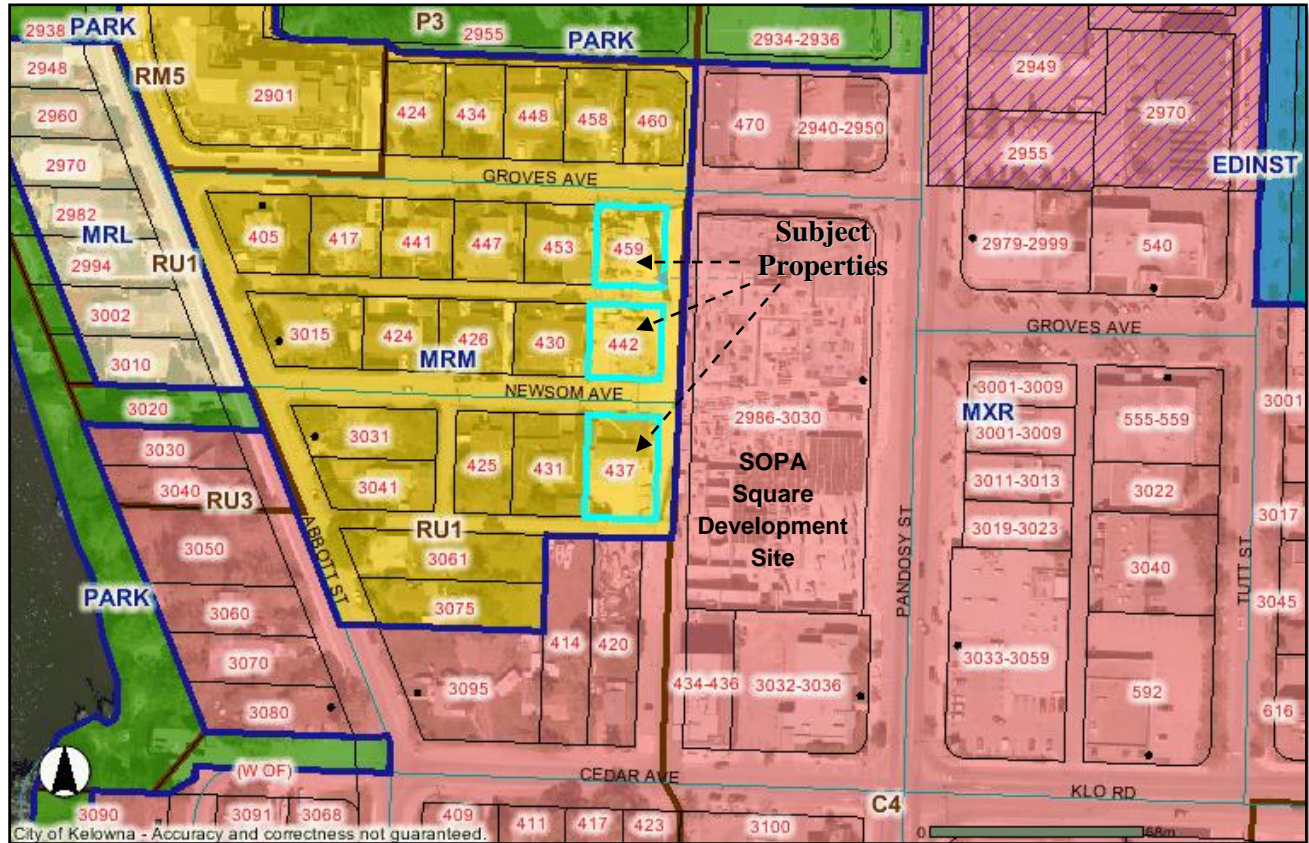 2938 PARK
P3
2955
PARK
2934-2936
2948
RM5
2901
424
434
448
458
460
470
2940-2950
2949
2970
2960
2955
EDINST
2970
GROVES AVE
2982
MRL
RU1
2994
405
417
441
447
453
459
Subject
Properties
2979-2999
540
3002
3010
3015
424
426
MRM
430
442
GROVES AVE
NEWSOM AVE
3020
2986-3030
3001-3009
MXR
3001-3009
555-559
3001
3030
3031
425
431
437
SOPA
Square
Development
Site
3011-3013
3022
3040
RU3
3041
RU1
3019-3023
3017
3050
ABBOTT ST
3061
PANDOSY ST
3040
TUTT ST
PARK
3060
3075
3045
3070
414
420
3095
434-436
3032-3036
3033-3059
592
3080
616
(W OF)
CEDAR AVE
KLO RD
3090
3091
3068
409
411
417
423
3100
C4
0
68m
City of Kelowna - Accuracy and correctness not guaranteed.